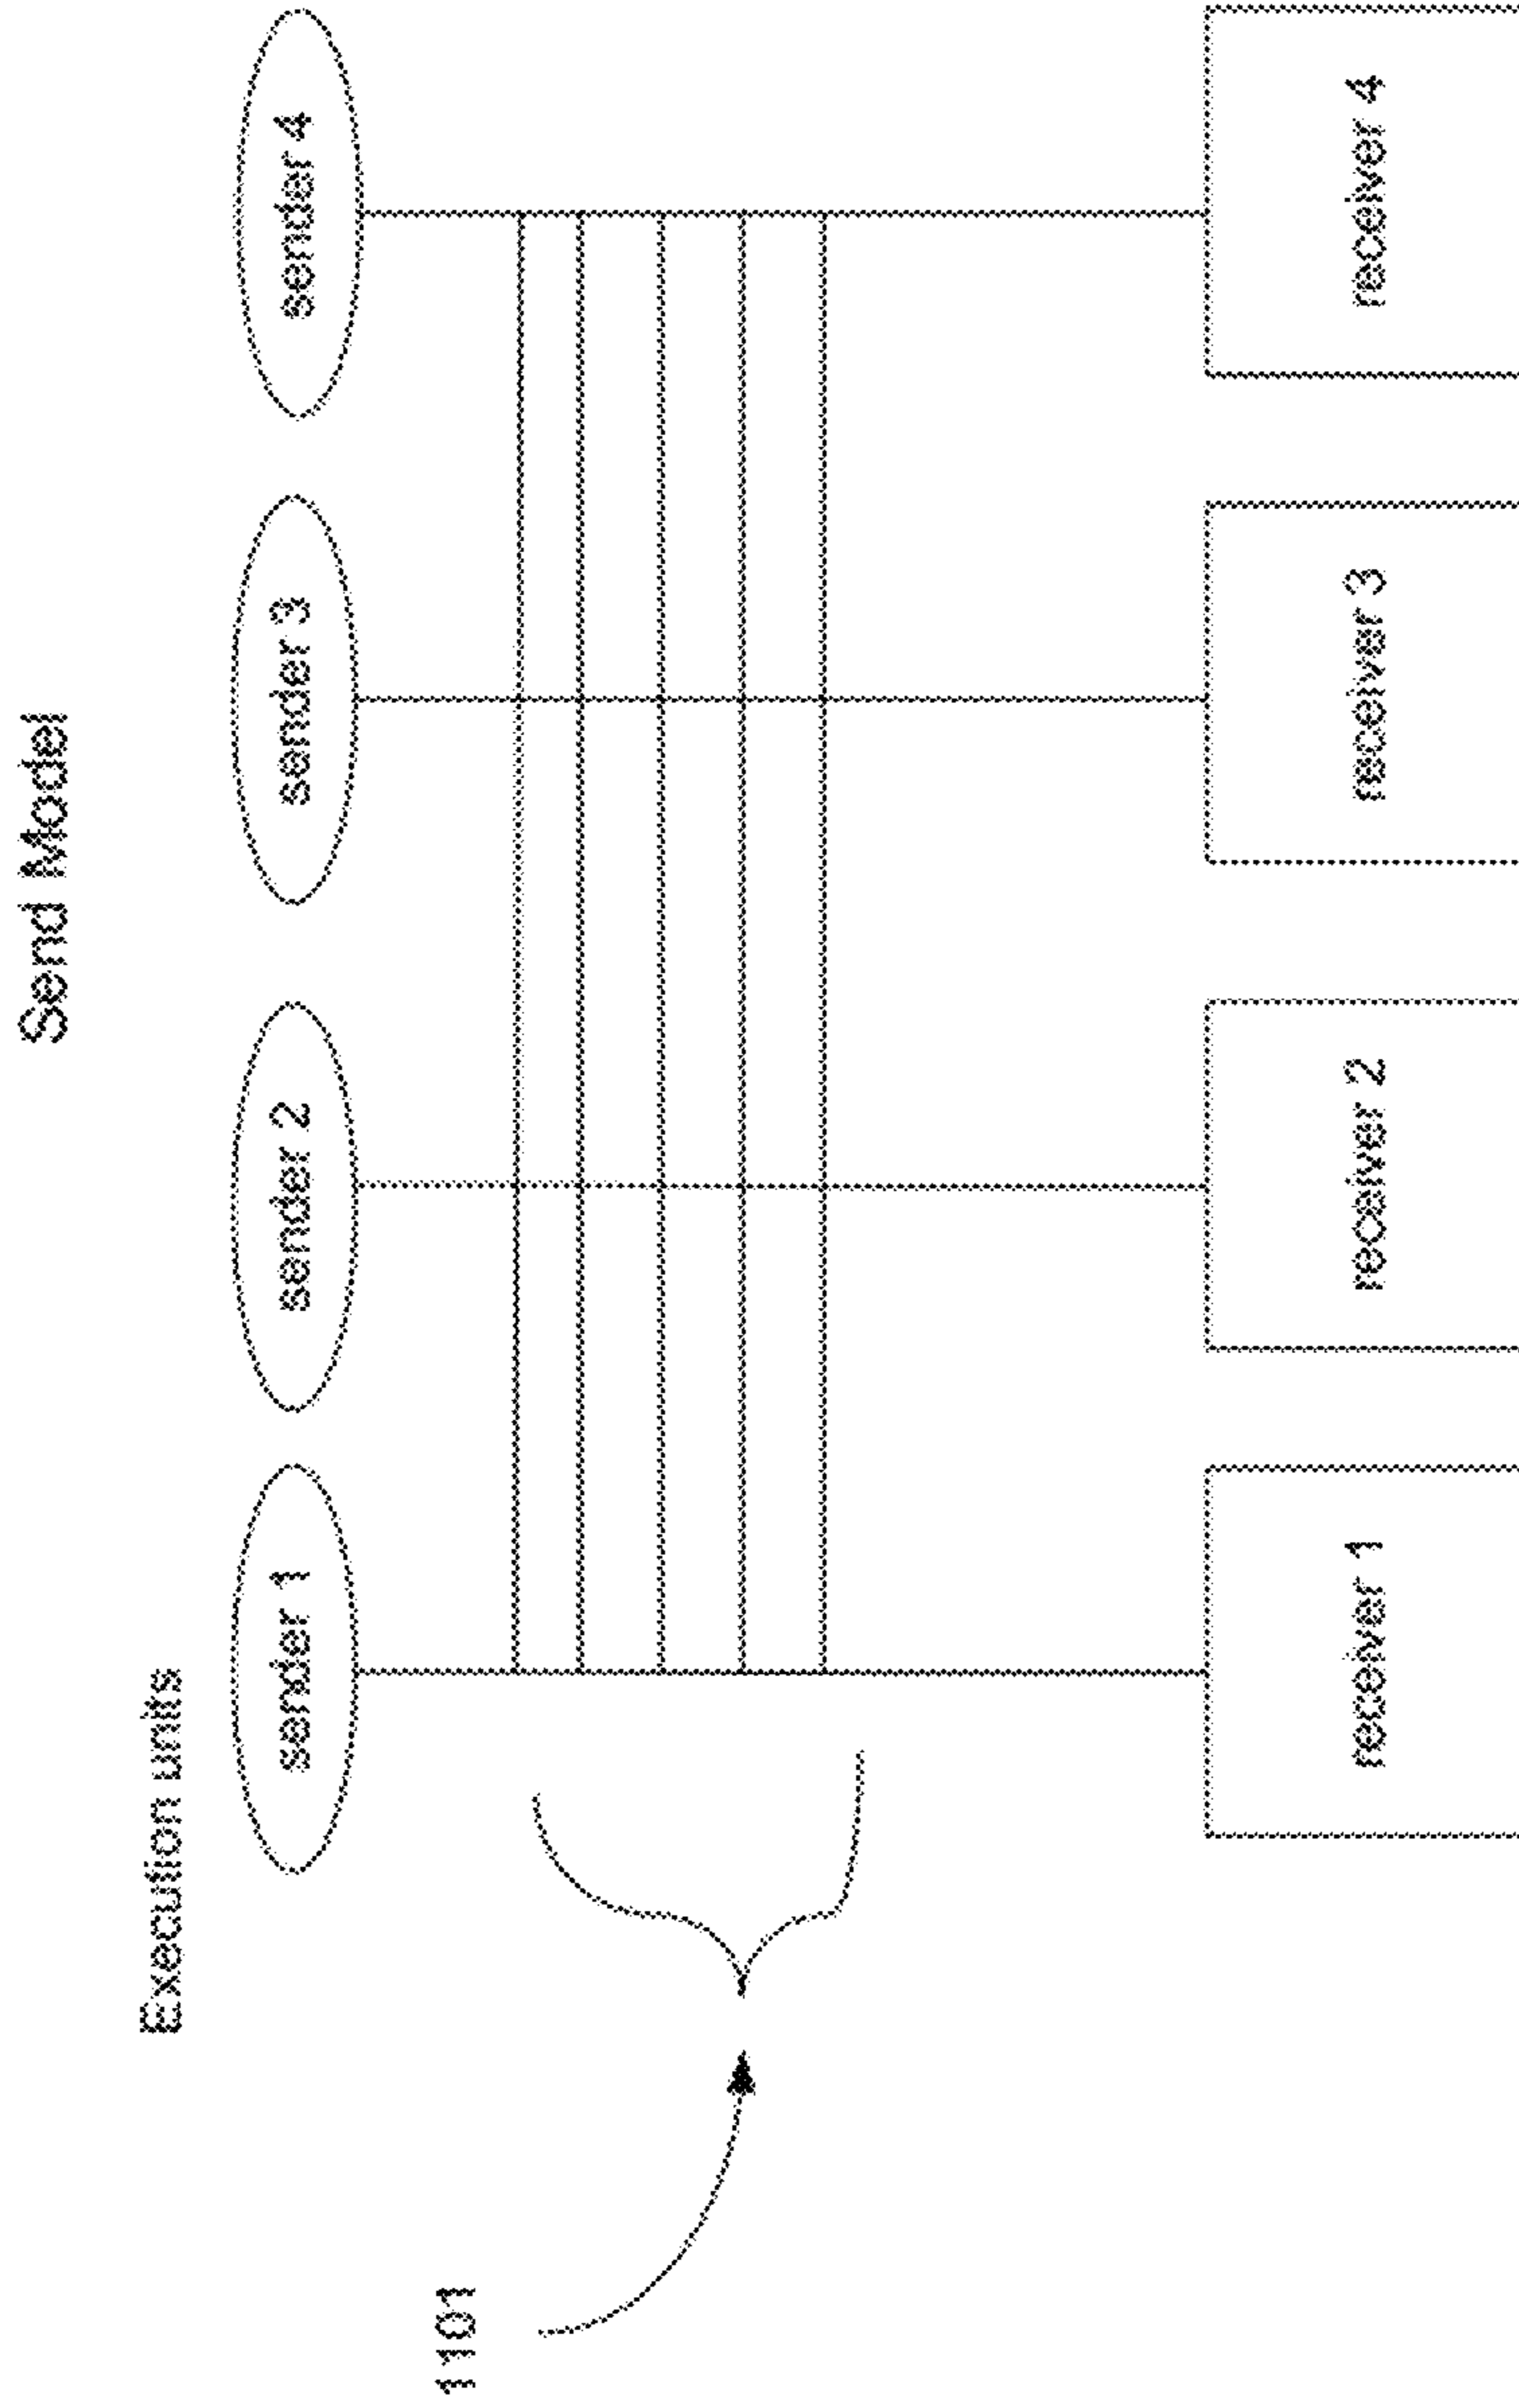 Send Model
Execution units
sender 1
sender 2
sender 3
sender 4
1101
receiver 1
receiver 2
receiver 3
receiver 4